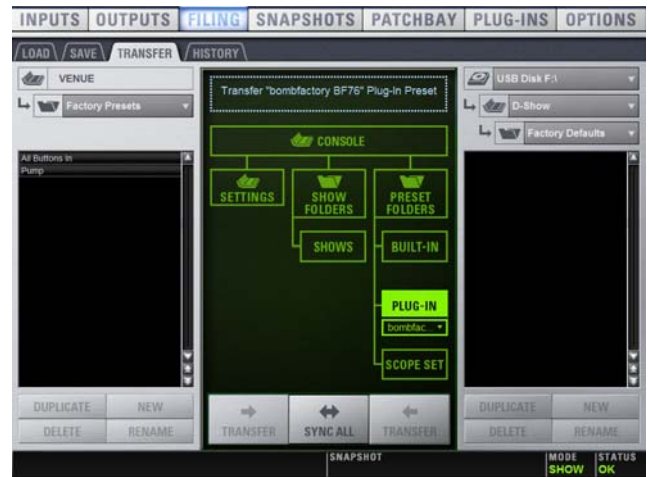 INPUTS OUTPUTS FILING SNAPSHOTS PATCHBAY PLUG-INS OPTIONS
LOAD SAVE TRANSFER HISTORY
VENUE
Factory Presets
All Buttons In
Pump
DUPLICATE NEW
DELETE RENAME
Transfer "bombfactory BF76" Plug-In Preset
CONSOLE
SETTINGS
SHOW FOLDERS
PRESET FOLDERS
SHOWS
BUILT-IN
PLUG-IN
bombfac...
SCOPE SET
TRANSFER SYNC ALL TRANSFER
USB Disk F:\
D-Show
Factory Defaults
DUPLICATE NEW
DELETE RENAME
SNAPSHOT
MODE STATUS
SHOW OK